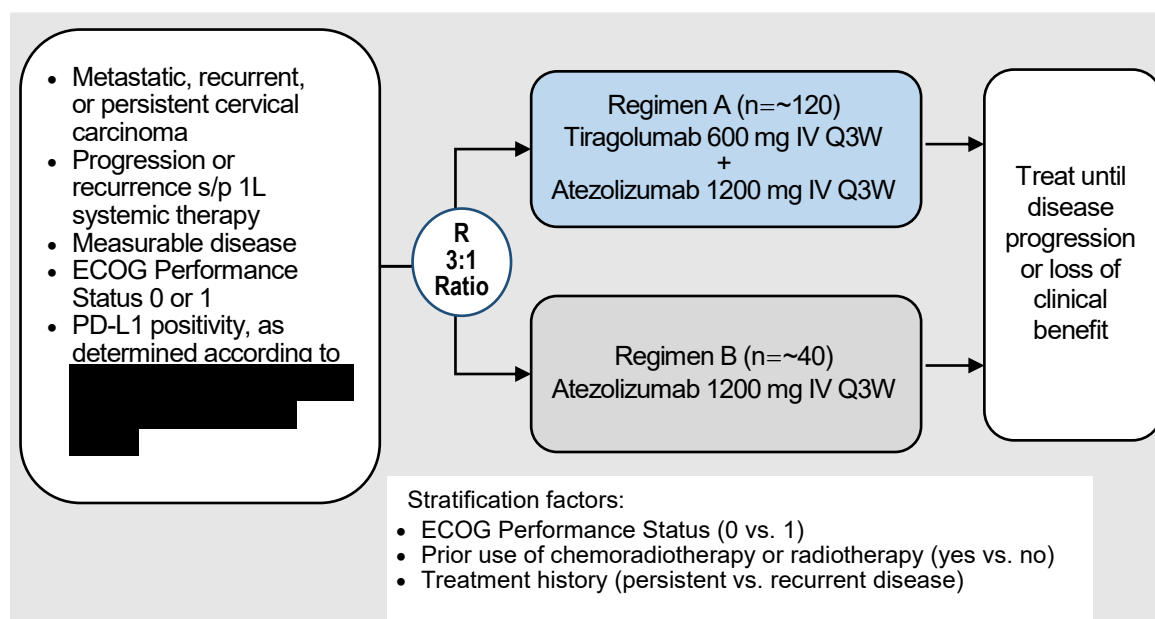 • Metastatic, recurrent,
or persistent cervical
carcinoma
• Progression or
recurrence s/p 1L
systemic therapy
• Measurable disease
• ECOG Performance
Status 0 or 1
• PD-L1 positivity, as
determined according to
R
3:1
Ratio
Regimen A (n=~120)
Tiragolumab 600 mg IV Q3W
+
Atezolizumab 1200 mg IV Q3W
Regimen B (n=~40)
Atezolizumab 1200 mg IV Q3W
Treat until
disease
progression
or loss of
clinical
benefit
Stratification factors:
• ECOG Performance Status (0 vs. 1)
• Prior use of chemoradiotherapy or radiotherapy (yes vs. no)
• Treatment history (persistent vs. recurrent disease)